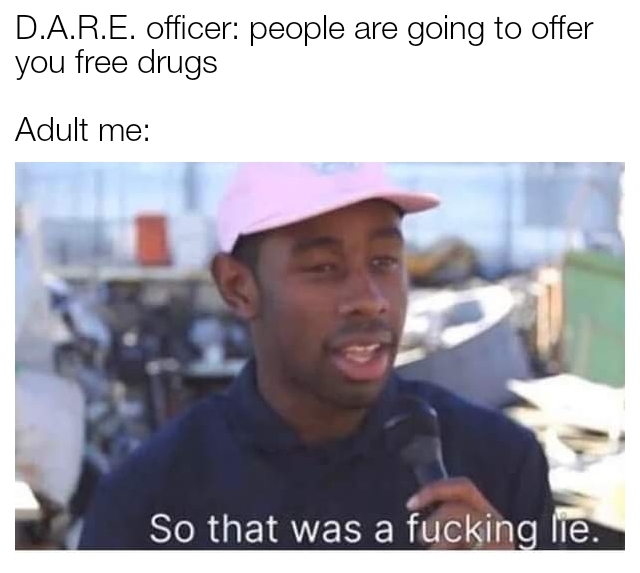 D.A.R.E. officer: people are going to offer
you free drugs
Adult me:
So that was a fucking lie.